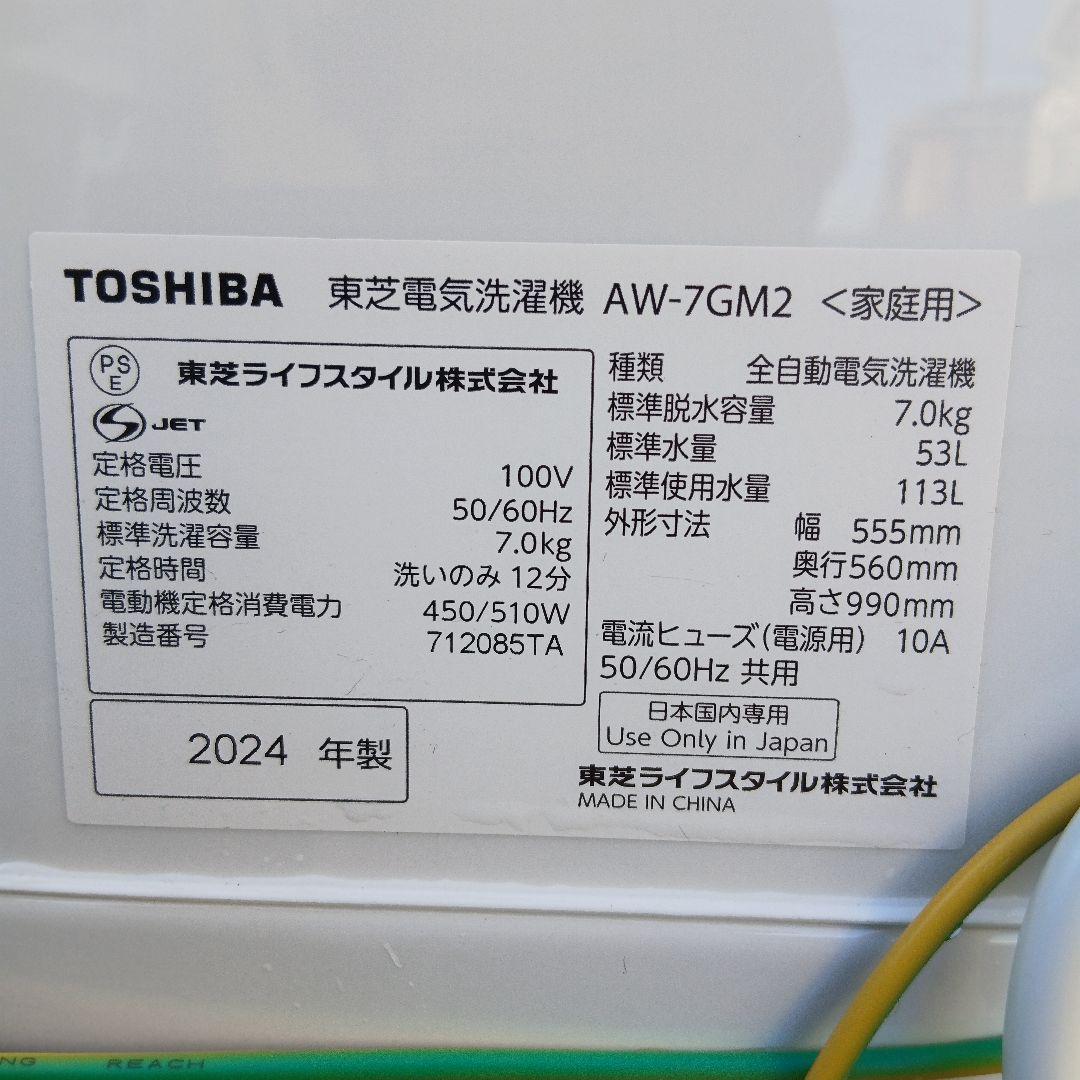 TOSHIBA 東芝電気洗濯機 AW-7GM2 <家庭用>
PS
E
東芝ライフスタイル株式会社
S JET
定格電圧 100V
定格周波数 50/60Hz
標準洗濯容量 7.0kg
定格時間 洗いのみ 12分
電動機定格消費電力 450/510W
製造番号 712085TA
2024 年製
種類 全自動電気洗濯機
標準脱水容量 7.0kg
標準水量 53L
標準使用水量 113L
外形寸法 幅 555mm
奥行560mm
高さ990mm
電流ヒューズ(電源用) 10A
50/60Hz 共用
日本国内専用
Use Only in Japan
東芝ライフスタイル株式会社
MADE IN CHINA
NG REACH